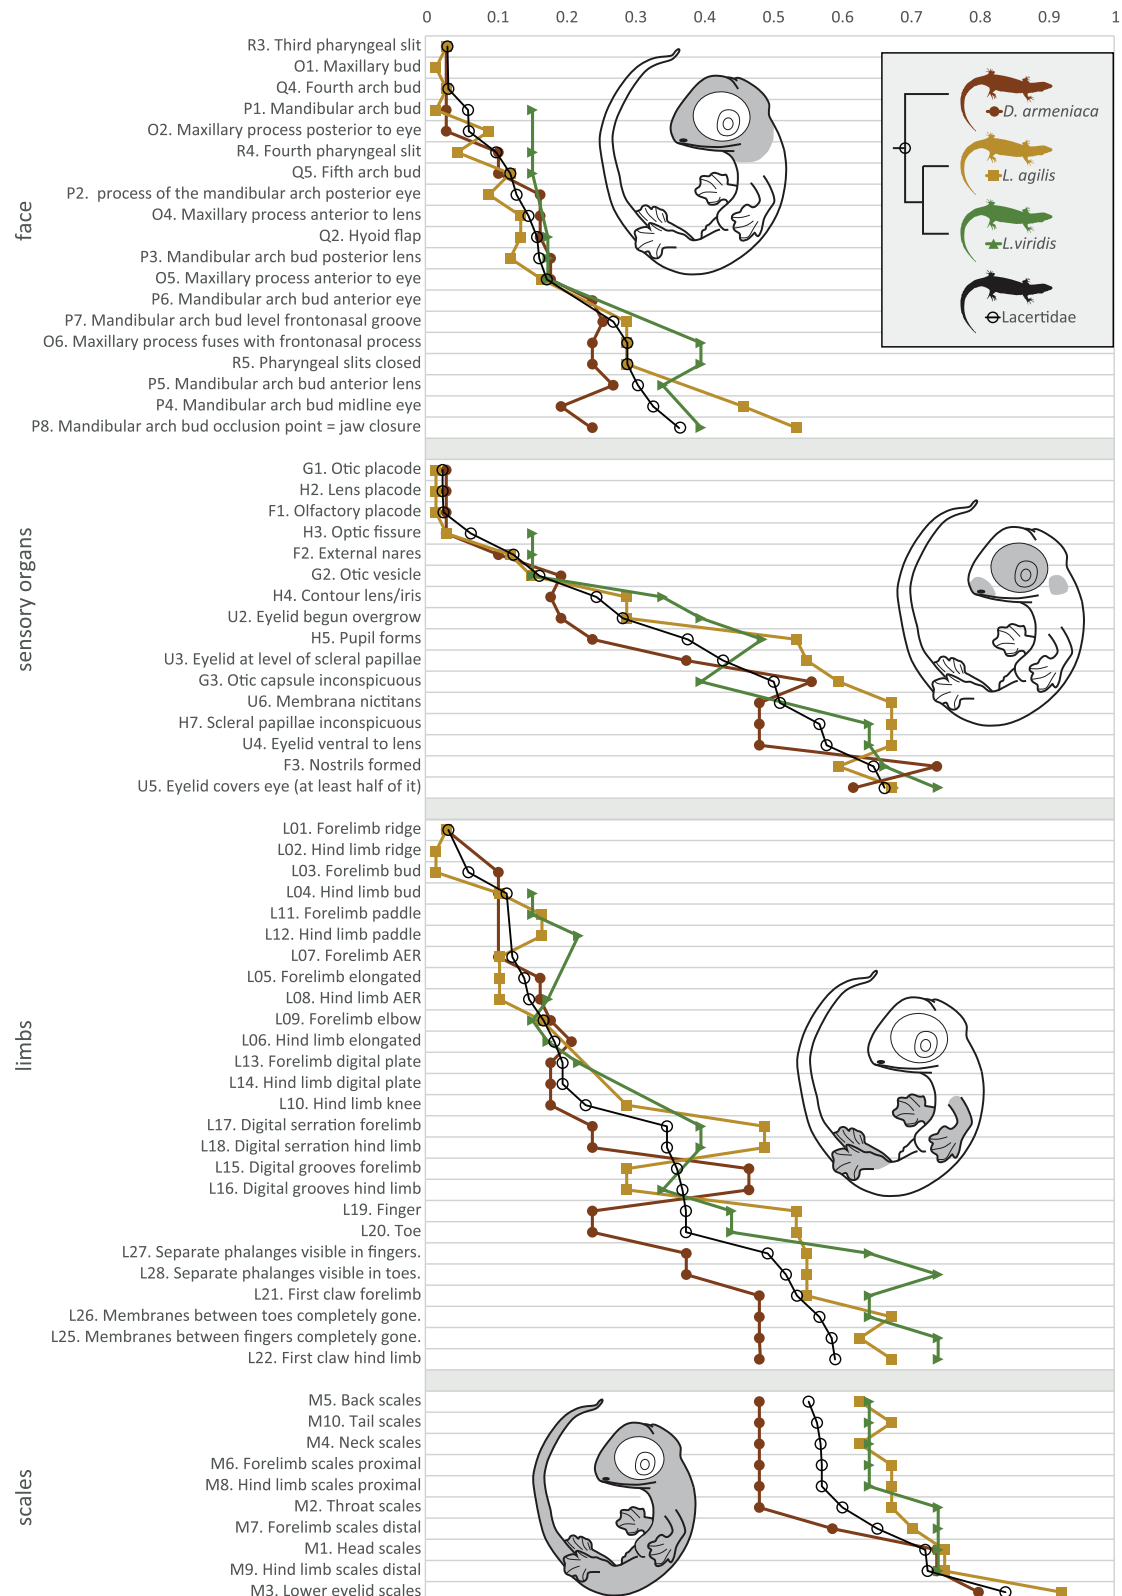 0 0.1 0.2 0.3 0.4 0.5 0.6 0.7 0.8 0.9 1
face
R3. Third pharyngeal slit
O1. Maxillary bud
Q4. Fourth arch bud
P1. Mandibular arch bud
O2. Maxillary process posterior to eye
R4. Fourth pharyngeal slit
Q5. Fifth arch bud
P2. process of the mandibular arch posterior eye
O4. Maxillary process anterior to lens
Q2. Hyoid flap
P3. Mandibular arch bud posterior lens
O5. Maxillary process anterior to eye
P6. Mandibular arch bud anterior eye
P7. Mandibular arch bud level frontonasal groove
O6. Maxillary process fuses with frontonasal process
R5. Pharyngeal slits closed
P5. Mandibular arch bud anterior lens
P4. Mandibular arch bud midline eye
P8. Mandibular arch bud occlusion point = jaw closure
D. armeniaca
L. agilis
L.viridis
Lacertidae
sensory organs
G1. Otic placode
H2. Lens placode
F1. Olfactory placode
H3. Optic fissure
F2. External nares
G2. Otic vesicle
H4. Contour lens/iris
U2. Eyelid begun overgrow
H5. Pupil forms
U3. Eyelid at level of scleral papillae
G3. Otic capsule inconspicuous
U6. Membrana nictitans
H7. Scleral papillae inconspicuous
U4. Eyelid ventral to lens
F3. Nostrils formed
U5. Eyelid covers eye (at least half of it)
limbs
L01. Forelimb ridge
L02. Hind limb ridge
L03. Forelimb bud
L04. Hind limb bud
L11. Forelimb paddle
L12. Hind limb paddle
L07. Forelimb AER
L05. Forelimb elongated
L08. Hind limb AER
L09. Forelimb elbow
L06. Hind limb elongated
L13. Forelimb digital plate
L14. Hind limb digital plate
L10. Hind limb knee
L17. Digital serration forelimb
L18. Digital serration hind limb
L15. Digital grooves forelimb
L16. Digital grooves hind limb
L19. Finger
L20. Toe
L27. Separate phalanges visible in fingers.
L28. Separate phalanges visible in toes.
L21. First claw forelimb
L26. Membranes between toes completely gone.
L25. Membranes between fingers completely gone.
L22. First claw hind limb
scales
M5. Back scales
M10. Tail scales
M4. Neck scales
M6. Forelimb scales proximal
M8. Hind limb scales proximal
M2. Throat scales
M7. Forelimb scales distal
M1. Head scales
M9. Hind limb scales distal
M3. Lower eyelid scales